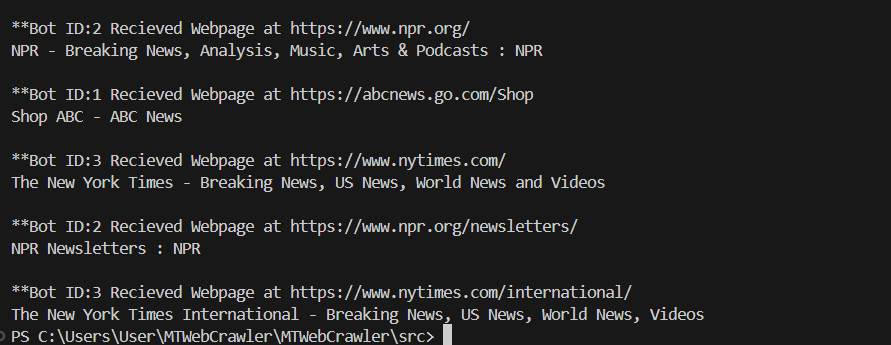 **Bot ID:2 Recieved Webpage at https://www.npr.org/
NPR - Breaking News, Analysis, Music, Arts & Podcasts : NPR
**Bot ID:1 Recieved Webpage at https://abcnews.go.com/Shop
Shop ABC - ABC News
**Bot ID:3 Recieved Webpage at https://www.nytimes.com/
The New York Times - Breaking News, US News, World News and Videos
**Bot ID:2 Recieved Webpage at https://www.npr.org/newsletters/
NPR Newsletters : NPR
**Bot ID:3 Recieved Webpage at https://www.nytimes.com/international/
The New York Times International - Breaking News, US News, World News, Videos
PS C:\Users\User\MTWebCrawler\MTWebCrawler\src>